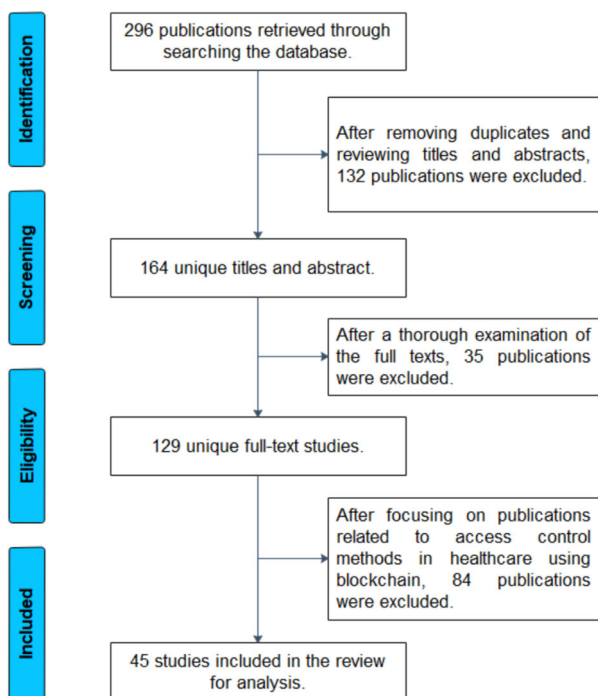 Identification
296 publications retrieved through
searching the database.
After removing duplicates and
reviewing titles and abstracts,
132 publications were excluded.
Screening
164 unique titles and abstract.
After a thorough examination of
the full texts, 35 publications
were excluded.
Eligibility
129 unique full-text studies.
After focusing on publications
related to access control
methods in healthcare using
blockchain, 84 publications
were excluded.
Included
45 studies included in the review
for analysis.